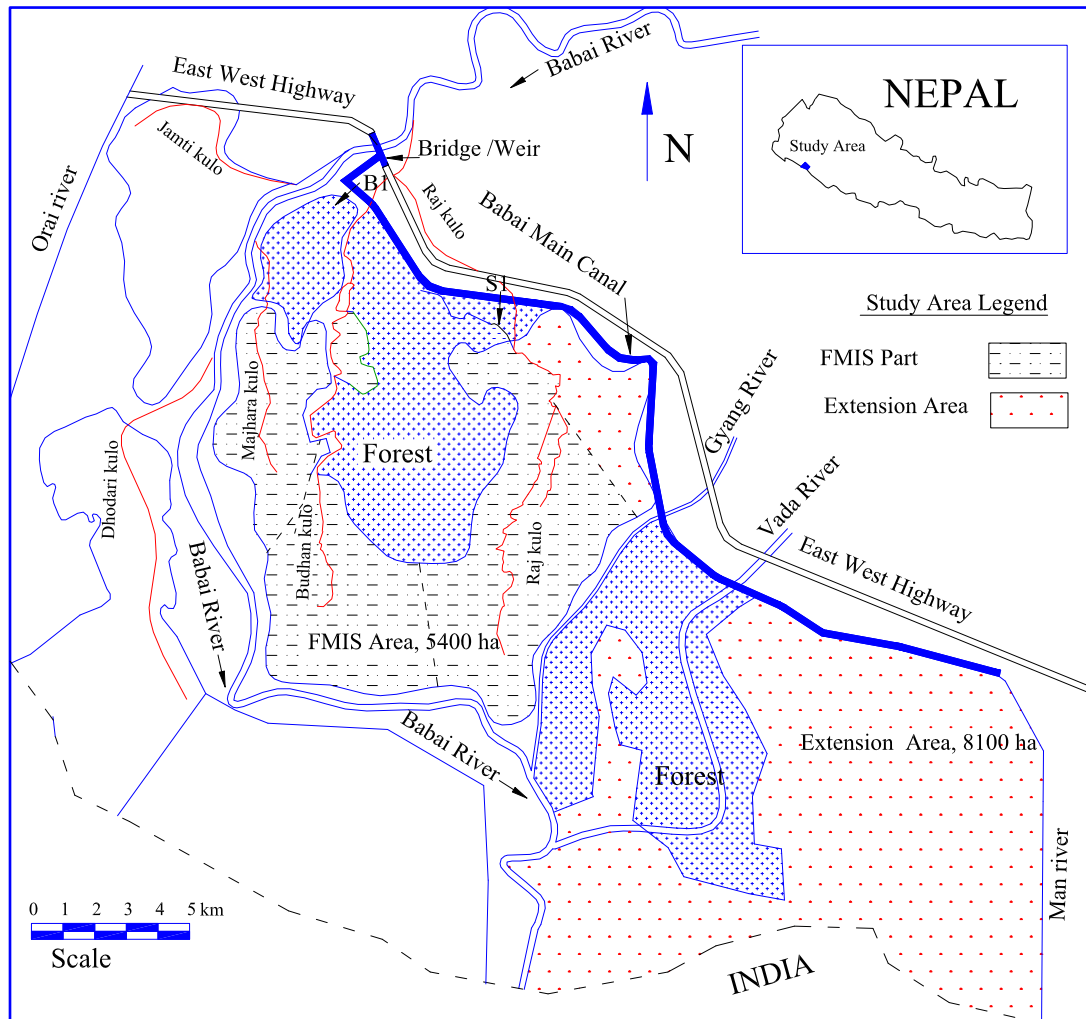 Babai River
East West Highway
NEPAL
Study Area
Jamti kulo
Bridge /Weir
N
B1
Raj kulo
Babai Main Canal
Orai river
S1
Study Area Legend
FMIS Part
Extension Area
Majhara kulo
Gyang River
Forest
Dhodari kulo
Vada River
Budhan kulo
Raj kulo
Babai River
East West Highway
FMIS Area, 5400 ha
Babai River
Extension Area, 8100 ha
Forest
Man river
0 1 2 3 4 5 km
Scale
INDIA